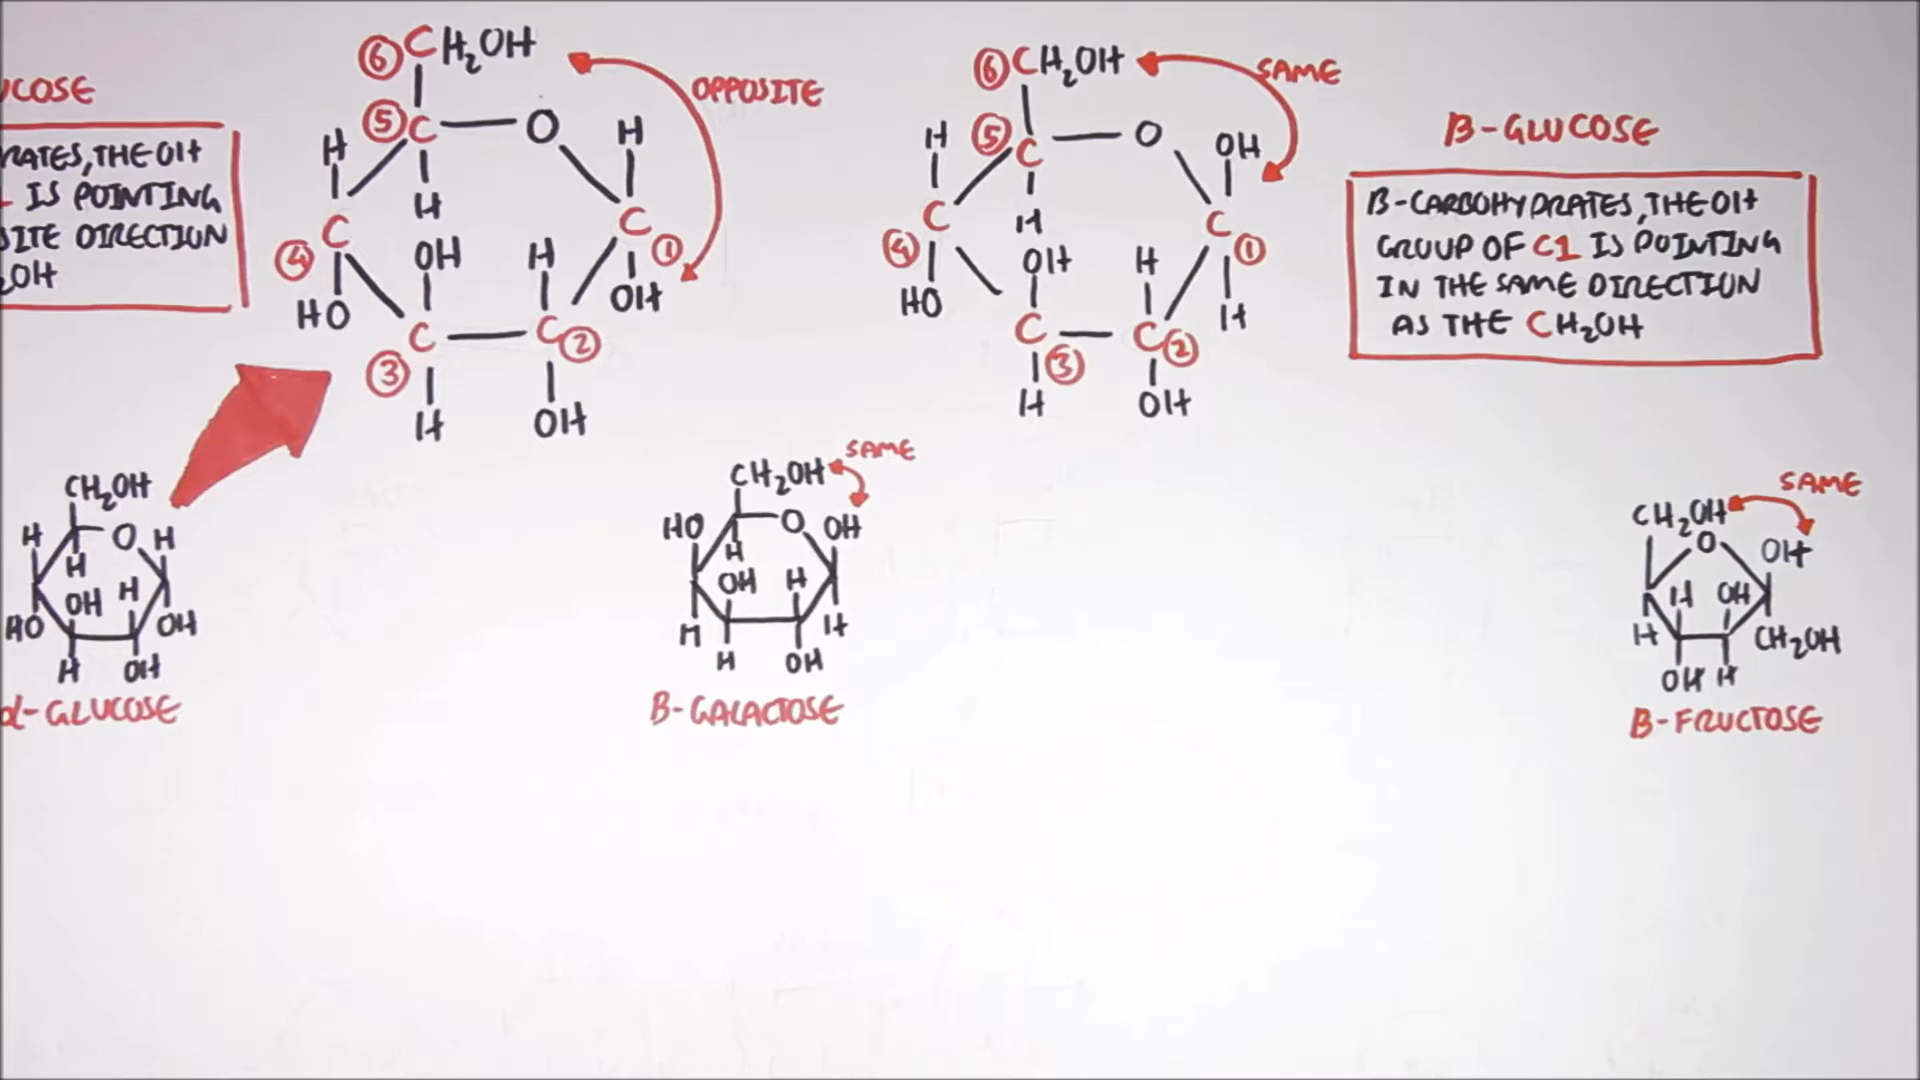 UCOSE
RATES, THE OH
IS POINTING
SITE DIRECTION
2OH
6 CH2OH
OPPOSITE
5 C O H
H
H
C
4
OH H C 1
HO OH
C C 2
3
H OH
6 CH2OH
SAME
H 5 C O OH
C H C
4 OH H 1
HO H
C C 2
3
H OH
B-GLUCOSE
B-CARBOHYDRATES, THE OH
GROUP OF C1 IS POINTING
IN THE SAME DIRECTION
AS THE CH2OH
CH2OH
H O H
H
OH H
HO OH
H OH
α-GLUCOSE
CH2OH SAME
HO O OH
H
OH H
H H
H OH
B-GALACTOSE
CH2OH SAME
O OH
H OH
H CH2OH
OH H
B-FRUCTOSE